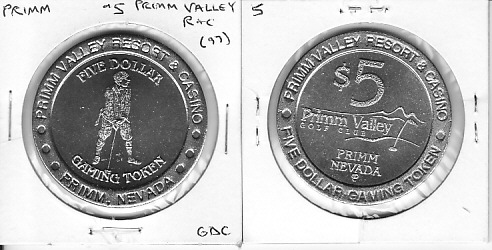 PRIMM
5 PRIMM VALLEY
R+C
(97)
PRIMM VALLEY RESORT & CASINO
FIVE DOLLAR
GAMING TOKEN
PRIMM, NEVADA
GDC
5
PRIMM VALLEY RESORT & CASINO
$5
Primm Valley
GOLF CLUB
PRIMM
NEVADA
FIVE DOLLAR GAMING TOKEN